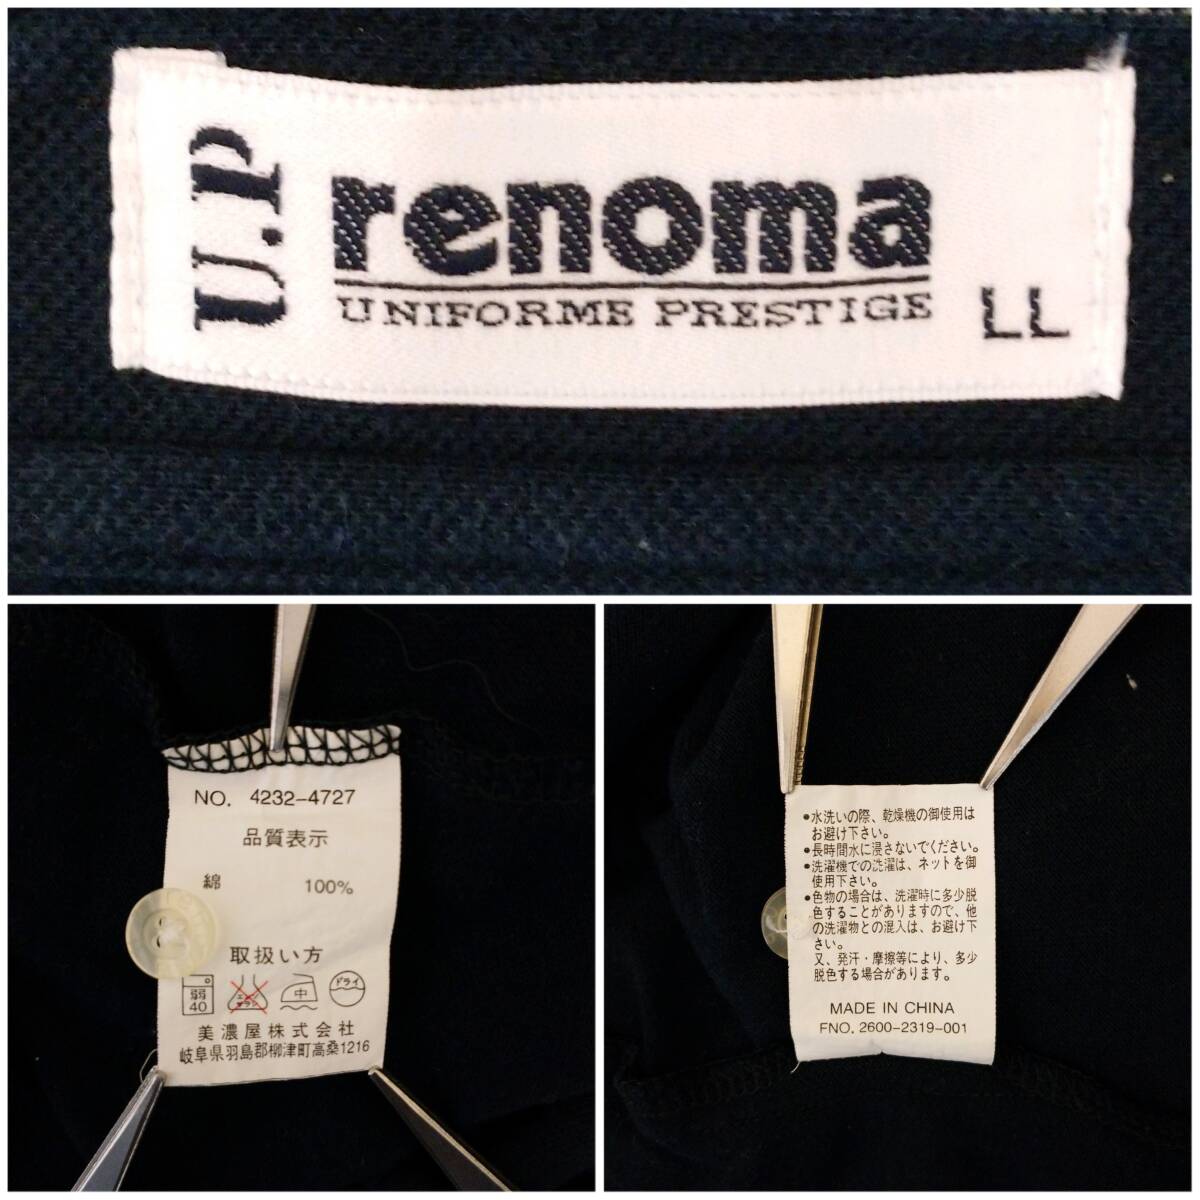 U.P
renoma
UNIFORME PRESTIGE
LL
NO. 4232-4727
品質表示
綿 100%
取扱い方
弱
40
エンソ
サラシ
中
ドライ
美濃屋株式会社
岐阜県羽島郡柳津町高桑1216
●水洗いの際、乾燥機の御使用は
お避け下さい。
●長時間水に浸さないでください。
●洗濯機での洗濯は、ネットを御
使用下さい。
●色物の場合は、洗濯時に多少脱
色することがありますので、他
の洗濯物との混入は、お避け下
さい。
又、発汗・摩擦等により、多少
脱色する場合があります。
MADE IN CHINA
FNO. 2600-2319-001